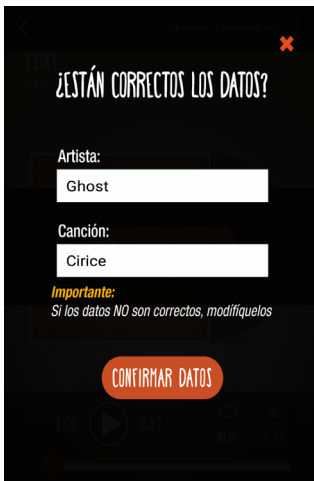 ¿ESTÁN CORRECTOS LOS DATOS?
Artista:
Ghost
Canción:
Cirice
Importante:
Si los datos NO son correctos, modifíquelos
CONFIRMAR DATOS